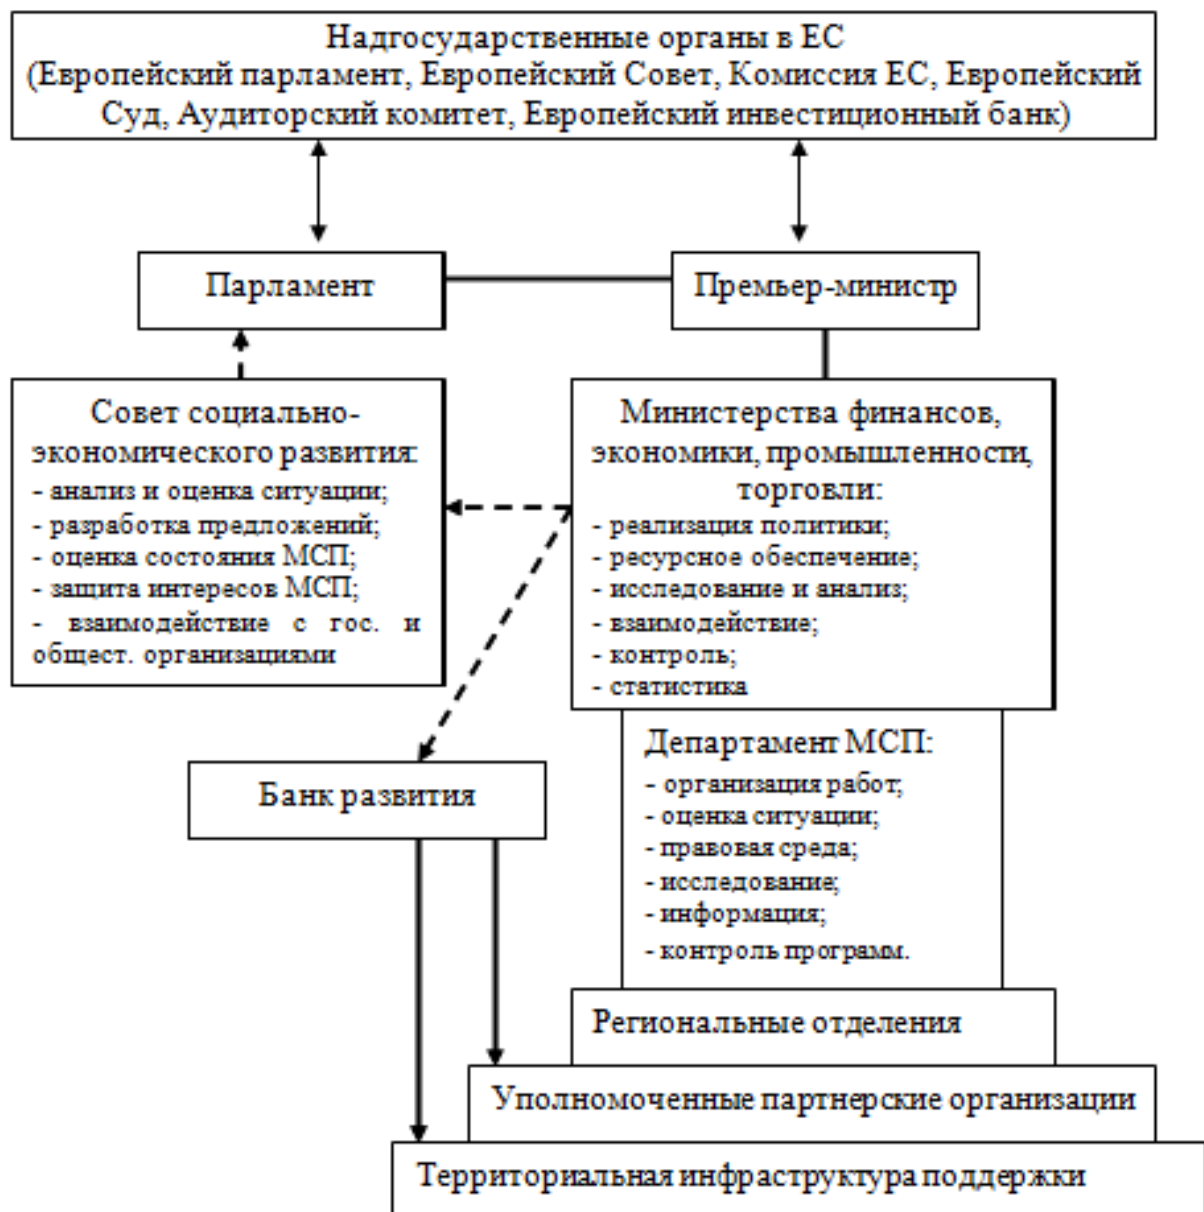 Надгосударственные органы в ЕС
(Европейский парламент, Европейский Совет, Комиссия ЕС, Европейский
Суд, Аудиторский комитет, Европейский инвестиционный банк)
Парламент
Премьер-министр
Совет социально-
экономического развития:
- анализ и оценка ситуации;
- разработка предложений;
- оценка состояния МСП;
- защита интересов МСП;
- взаимодействие с гос. и
общест. организациями
Министерства финансов,
экономики, промышленности,
торговли:
- реализация политики;
- ресурсное обеспечение;
- исследование и анализ;
- взаимодействие;
- контроль;
- статистика
Банк развития
Департамент МСП:
- организация работ;
- оценка ситуации;
- правовая среда;
- исследование;
- информация;
- контроль программ.
Региональные отделения
Уполномоченные партнерские организации
Территориальная инфраструктура поддержки